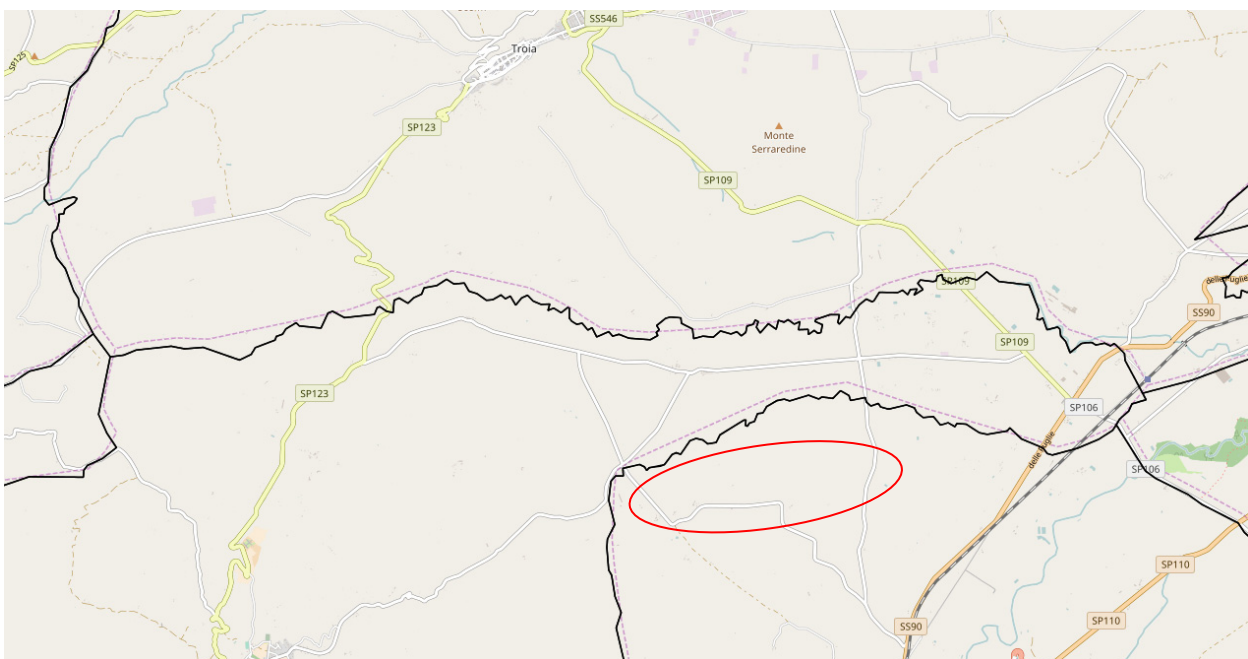 SS546
Troia
SP125
SP123
Monte
Serraredine
SP109
SP109
delle Puglie
SS90
SP109
SP123
SP106
delle Puglie
SP106
SP110
SS90
SP110